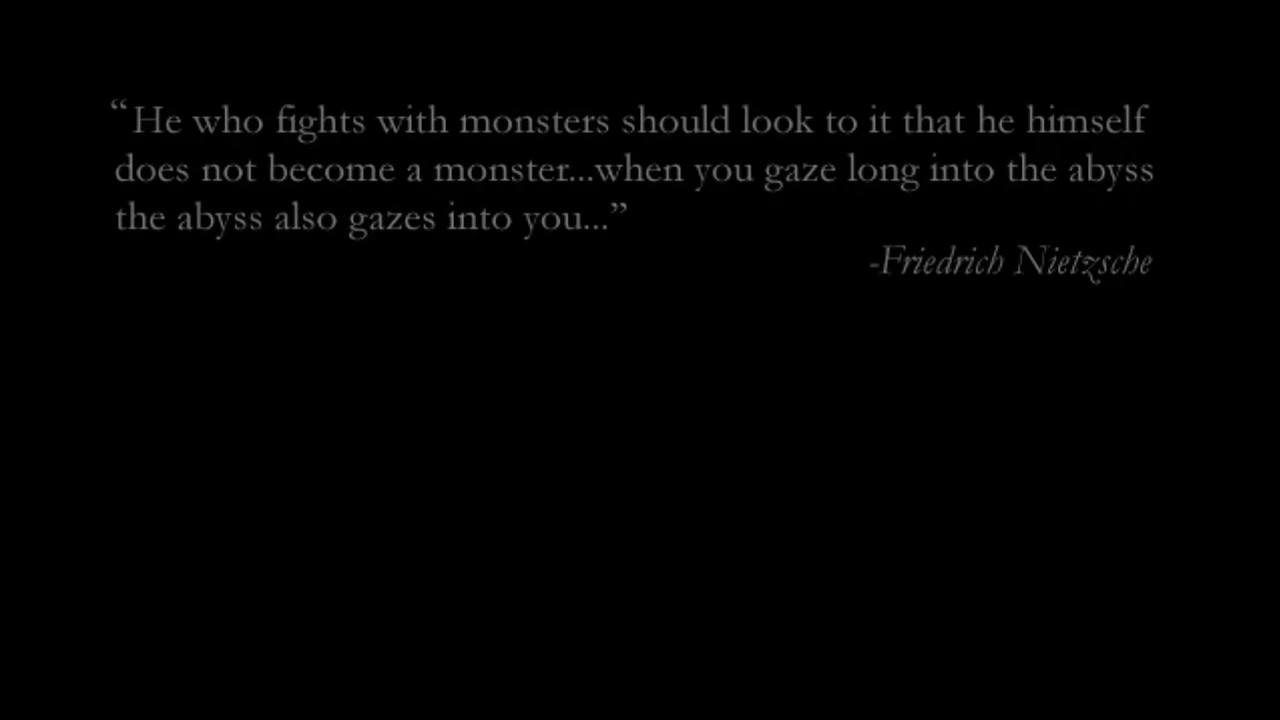 “He who fights with monsters should look to it that he himself
does not become a monster...when you gaze long into the abyss
the abyss also gazes into you...”
-Friedrich Nietzsche